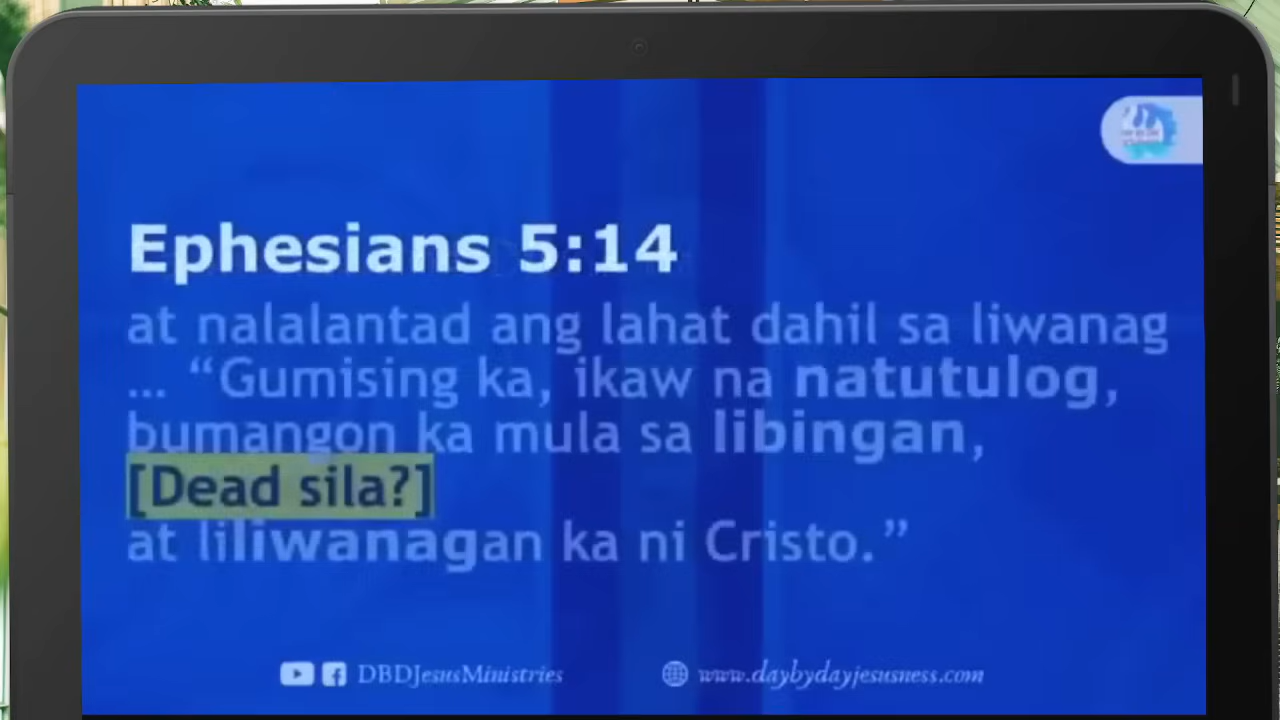 Ephesians 5:14
at nalalantad ang lahat dahil sa liwanag
... “Gumising ka, ikaw na natutulog,
bumangon ka mula sa libingan,
[Dead sila?]
at liliwanagan ka ni Cristo.”
DBDJesusMinistries
www.daybydayjesusness.com